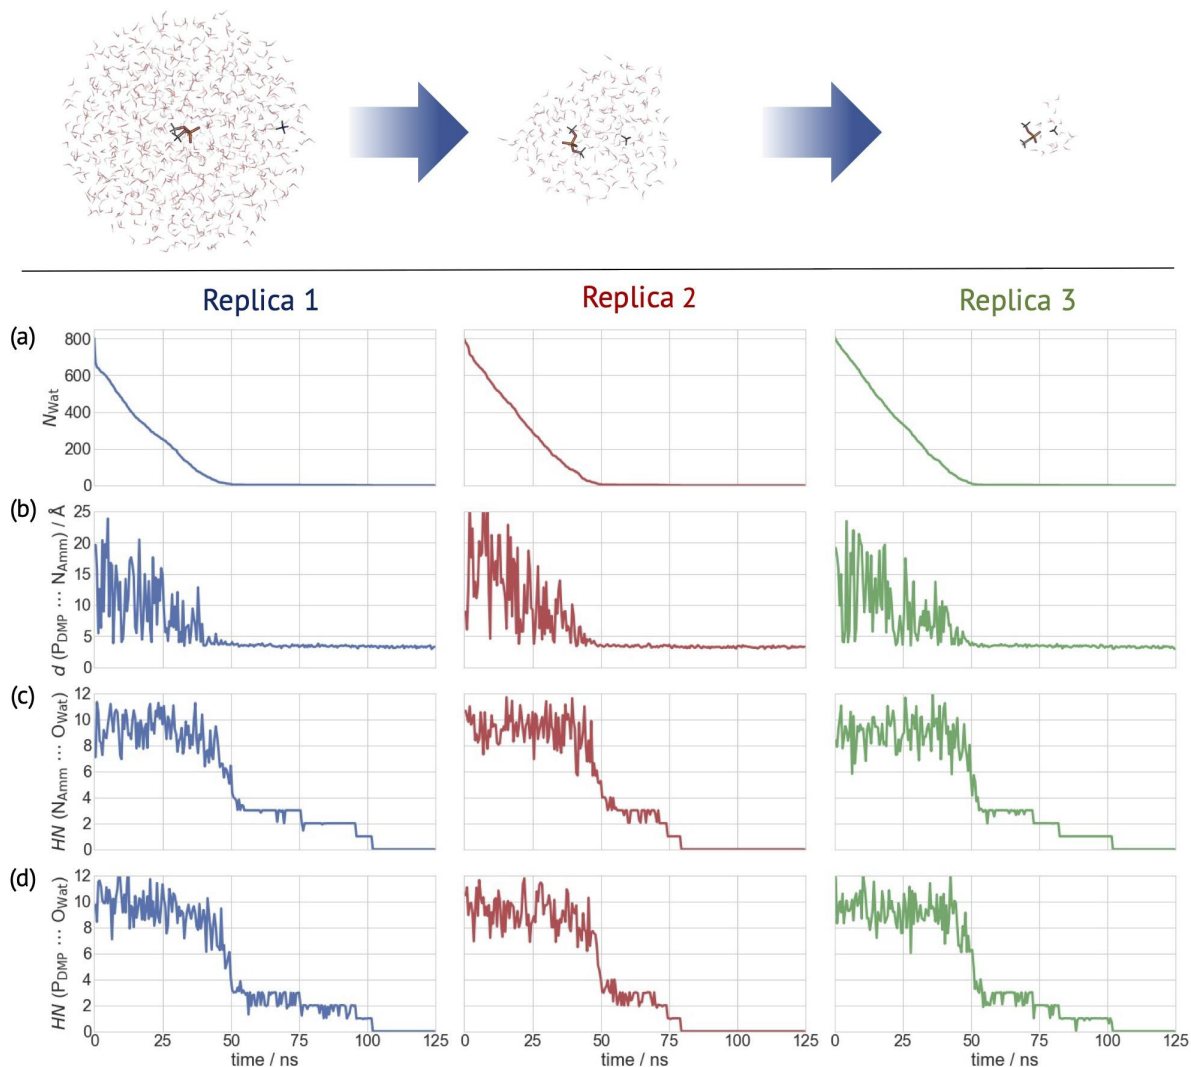 Replica 1 Replica 2 Replica 3
(a)
N_Wat
800
600
400
200
0
(b)
d (P_DMP ··· N_Amm) / Å
25
20
15
10
5
0
(c)
HN (N_Amm ··· O_Wat)
12
10
8
6
4
2
0
(d)
HN (P_DMP ··· O_Wat)
12
10
8
6
4
2
0
0 25 50 75 100 125 0 25 50 75 100 125 0 25 50 75 100 125
time / ns time / ns time / ns